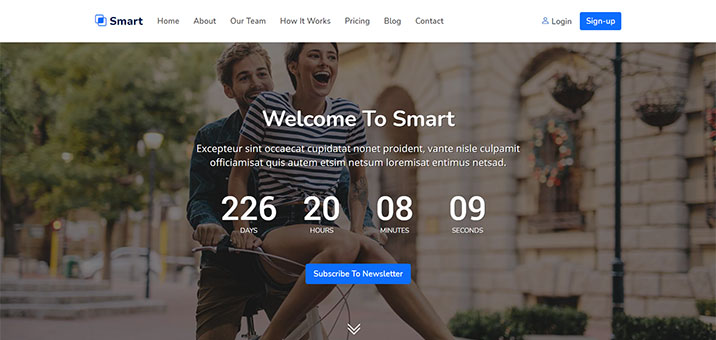 Smart Home About Our Team How It Works Pricing Blog Contact Login Sign-up
Welcome To Smart
Excepteur sint occaecat cupidatat nonet proident, vante nisle culpamit
officiamisat quis autem etsim netsum loremisat entimus netsad.
226 20 08 09
DAYS HOURS MINUTES SECONDS
Subscribe To Newsletter